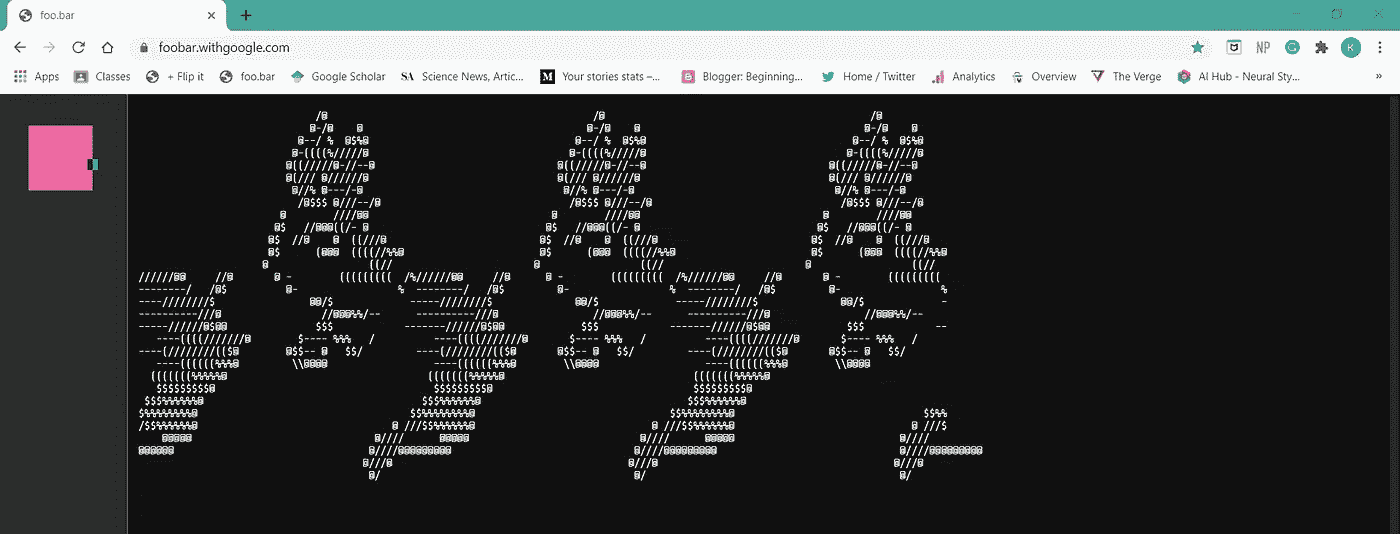 foo.bar
foobar.withgoogle.com
NP K
Apps Classes + Flip it foo.bar Google Scholar SA Science News, Artic... M Your stories stats –... Blogger: Beginning... Home / Twitter Analytics Overview The Verge AI Hub - Neural Sty... »